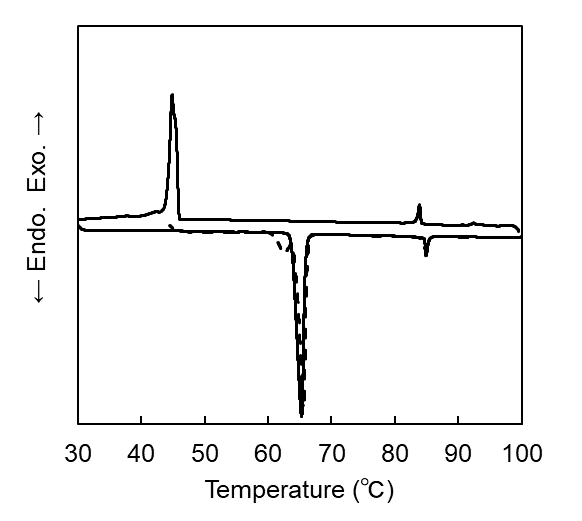 ← Endo. Exo. →
30 40 50 60 70 80 90 100
Temperature (℃)